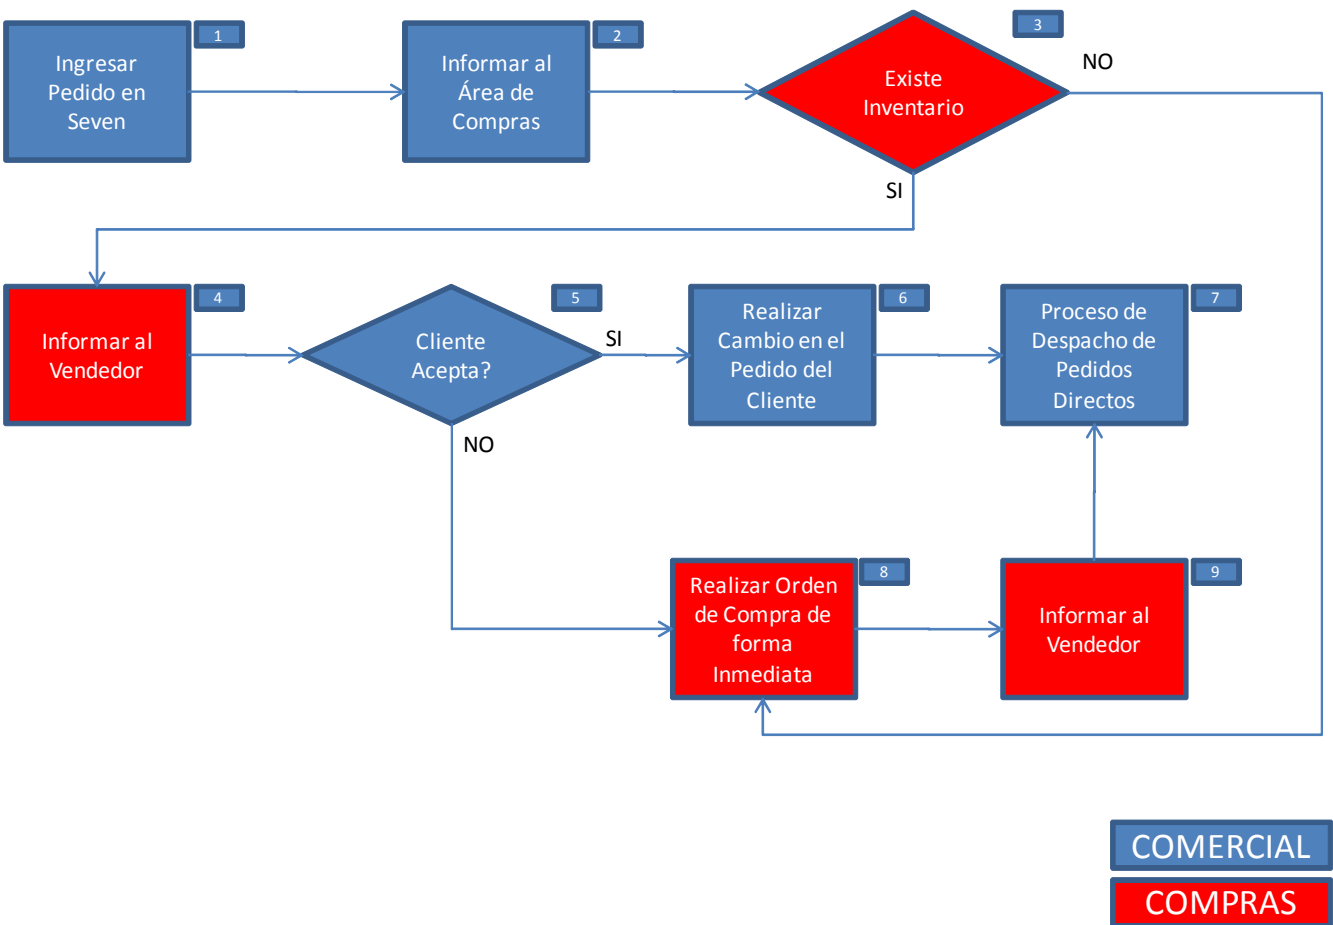 1
Ingresar
Pedido en
Seven
2
Informar al
Área de
Compras
3
Existe
Inventario
NO
SI
4
Informar al
Vendedor
5
Cliente
Acepta?
SI
NO
6
Realizar
Cambio en el
Pedido del
Cliente
7
Proceso de
Despacho de
Pedidos
Directos
8
Realizar Orden
de Compra de
forma
Inmediata
9
Informar al
Vendedor
COMERCIAL
COMPRAS